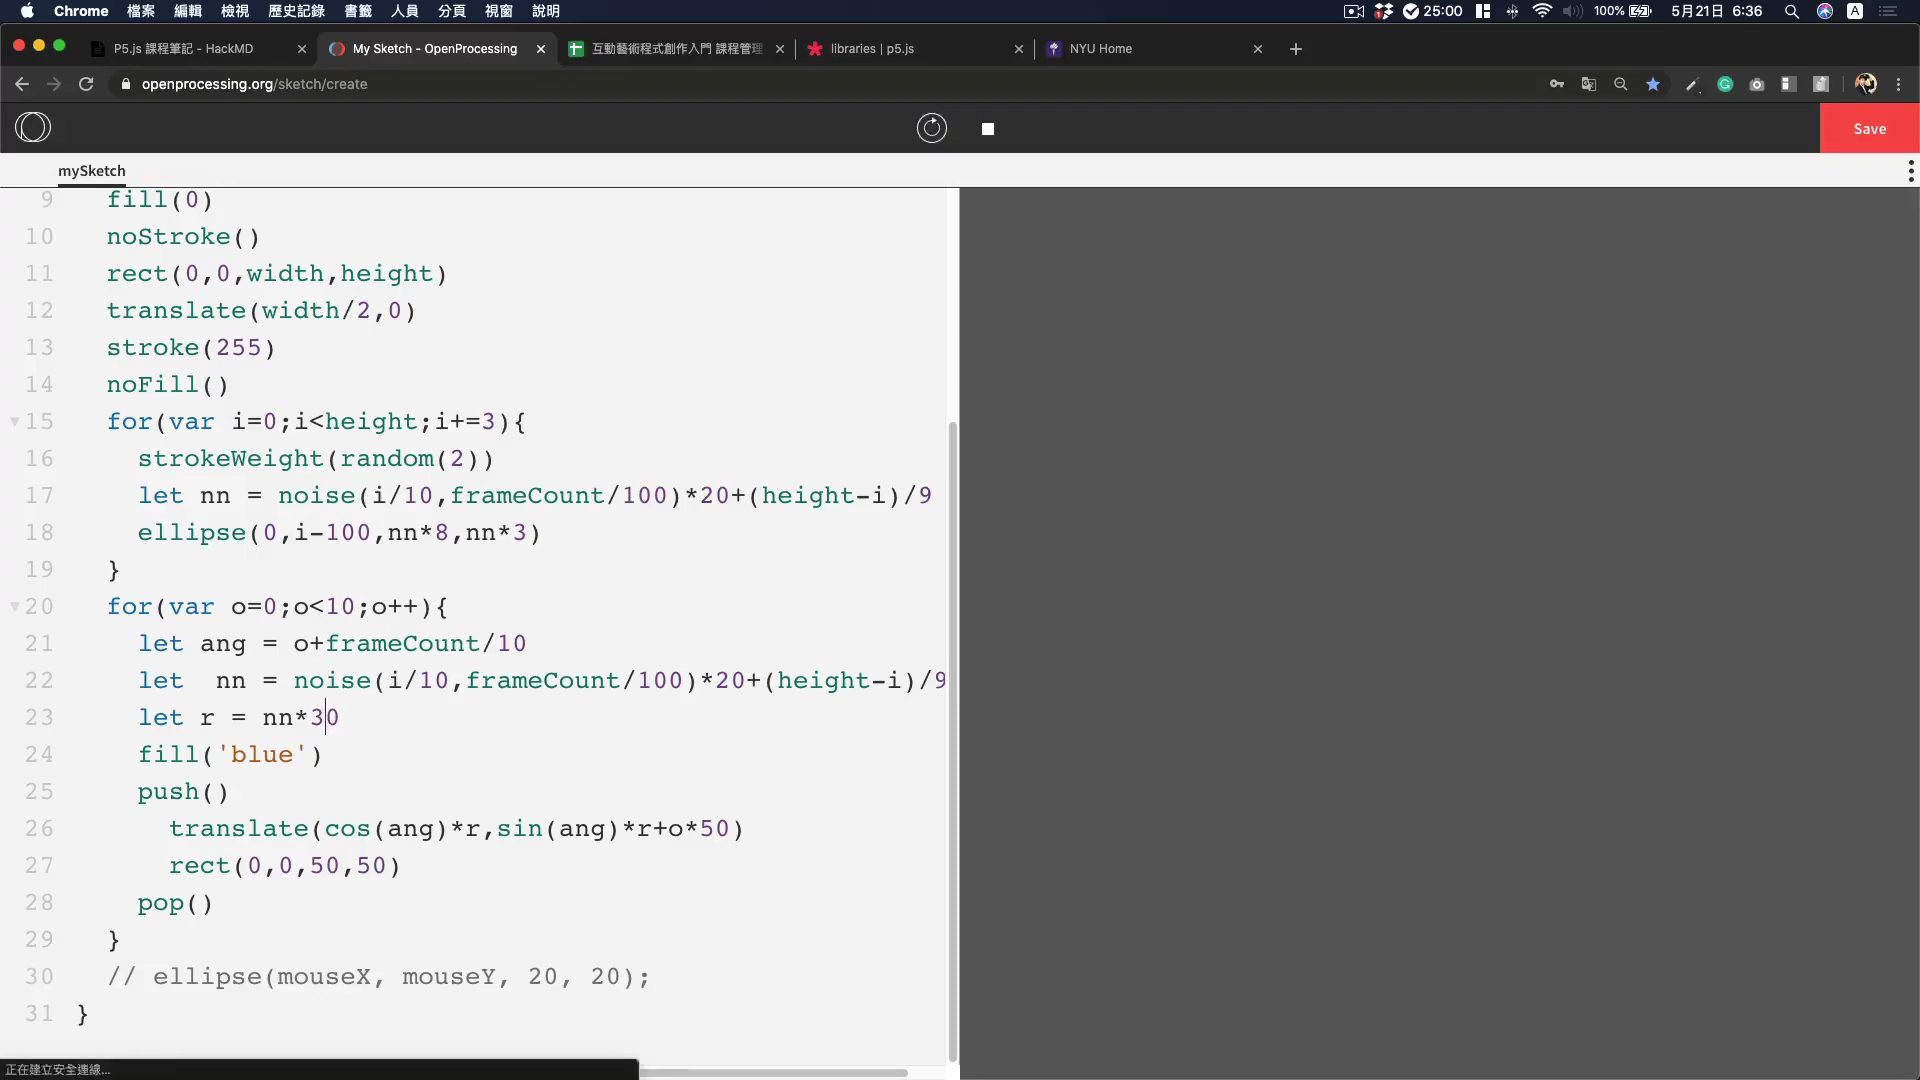 Chrome 檔案 編輯 檢視 歷史記錄 書籤 人員 分頁 視窗 說明 25:00 100% 5月21日 6:36 A
P5.js 課程筆記 - HackMD My Sketch - OpenProcessing 互動藝術程式創作入門 課程管理 libraries | p5.js NYU Home
openprocessing.org/sketch/create
Save
mySketch
9 fill(0)
10 noStroke()
11 rect(0,0,width,height)
12 translate(width/2,0)
13 stroke(255)
14 noFill()
15 for(var i=0;i<height;i+=3){
16 strokeWeight(random(2))
17 let nn = noise(i/10,frameCount/100)*20+(height-i)/9
18 ellipse(0,i-100,nn*8,nn*3)
19 }
20 for(var o=0;o<10;o++){
21 let ang = o+frameCount/10
22 let  nn = noise(i/10,frameCount/100)*20+(height-i)/9
23 let r = nn*30
24 fill('blue')
25 push()
26 translate(cos(ang)*r,sin(ang)*r+o*50)
27 rect(0,0,50,50)
28 pop()
29 }
30 // ellipse(mouseX, mouseY, 20, 20);
31 }
正在建立安全連線...